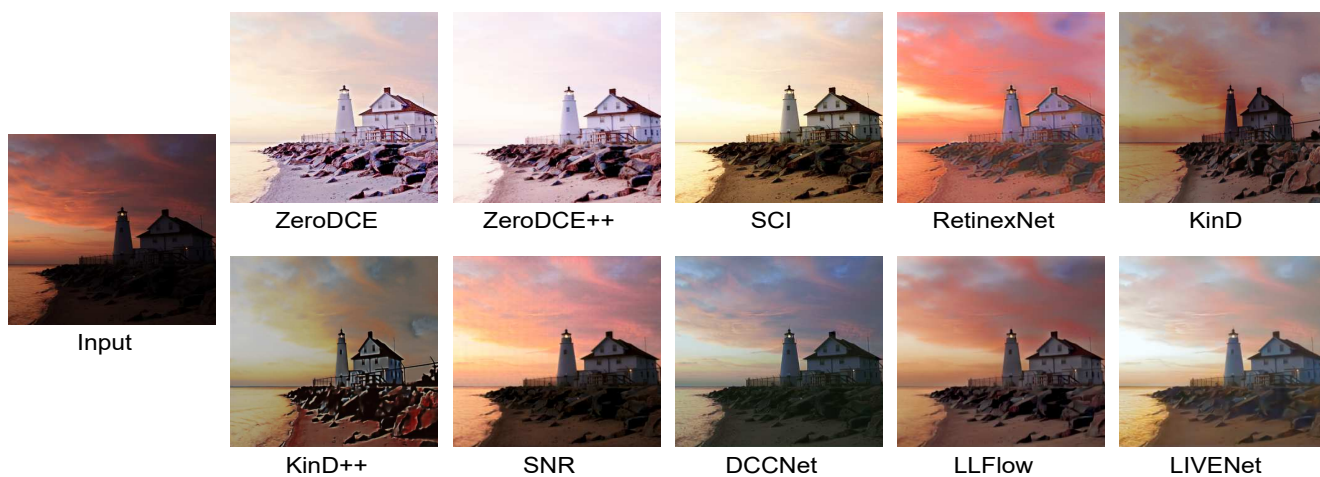 ZeroDCE
ZeroDCE++
SCI
RetinexNet
KinD
Input
KinD++
SNR
DCCNet
LLFlow
LIVENet